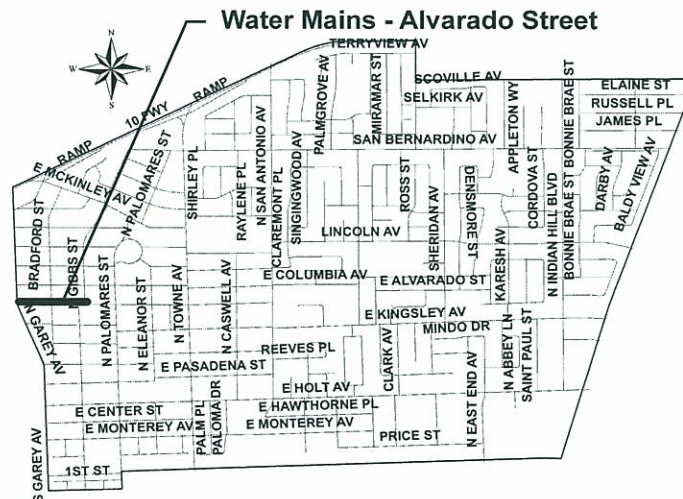 Water Mains - Alvarado Street
N
W
E
S
TERRYVIEW AV
SCOVILLE AV
ELAINE ST
SELKIRK AV
RUSSELL PL
JAMES PL
RAMP
10 FWY
RAMP
PALMGROVE AV
MIRAMAR ST
SAN BERNARDINO AV
APPLETON WY
BONNIE BRAE ST
E MCKINLEY AV
N PALOMARES ST
SHIRLEY PL
RAYLENE PL
N SAN ANTONIO AV
CLAREMONT PL
SINGINGWOOD AV
ROSS ST
SHERIDAN AV
DENSMORE ST
CORDOVA ST
DARBY AV
BALDY VIEW AV
BRADFORD ST
N GIBBS ST
LINCOLN AV
N INDIAN HILL BLVD
BONNIE BRAE ST
E COLUMBIA AV
E ALVARADO ST
KARESH AV
N GAREY AV
N PALOMARES ST
N ELEANOR ST
N TOWNE AV
N CASWELL AV
E KINGSLEY AV
MINDO DR
REEVES PL
CLARK AV
N ABBEY LN
SAINT PAUL ST
E PASADENA ST
E HOLT AV
E CENTER ST
E HAWTHORNE PL
E MONTEREY AV
PALM PL
PALOMA DR
E MONTEREY AV
PRICE ST
N EAST END AV
S GAREY AV
1ST ST